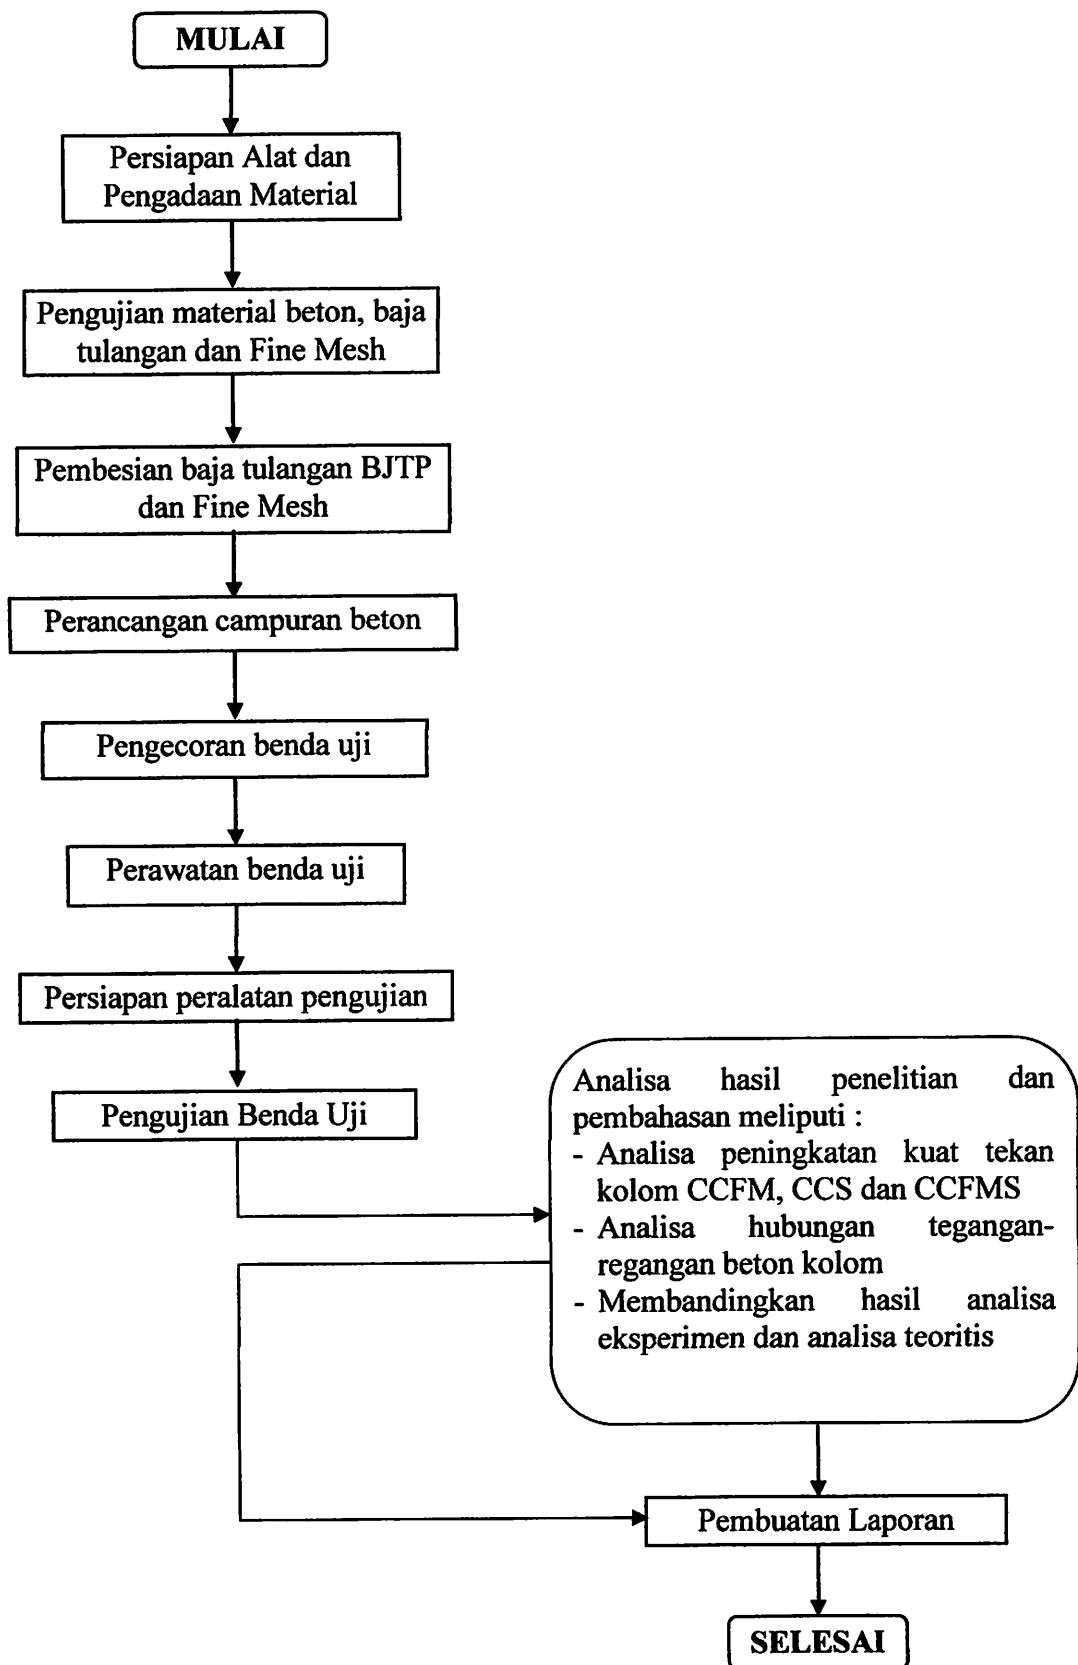 MULAI
Persiapan Alat dan
Pengadaan Material
Pengujian material beton, baja
tulangan dan Fine Mesh
Pembesian baja tulangan BJTP
dan Fine Mesh
Perancangan campuran beton
Pengecoran benda uji
Perawatan benda uji
Persiapan peralatan pengujian
Pengujian Benda Uji
Analisa hasil penelitian dan
pembahasan meliputi :
- Analisa peningkatan kuat tekan
kolom CCFM, CCS dan CCFMS
- Analisa hubungan tegangan-
regangan beton kolom
- Membandingkan hasil analisa
eksperimen dan analisa teoritis
Pembuatan Laporan
SELESAI